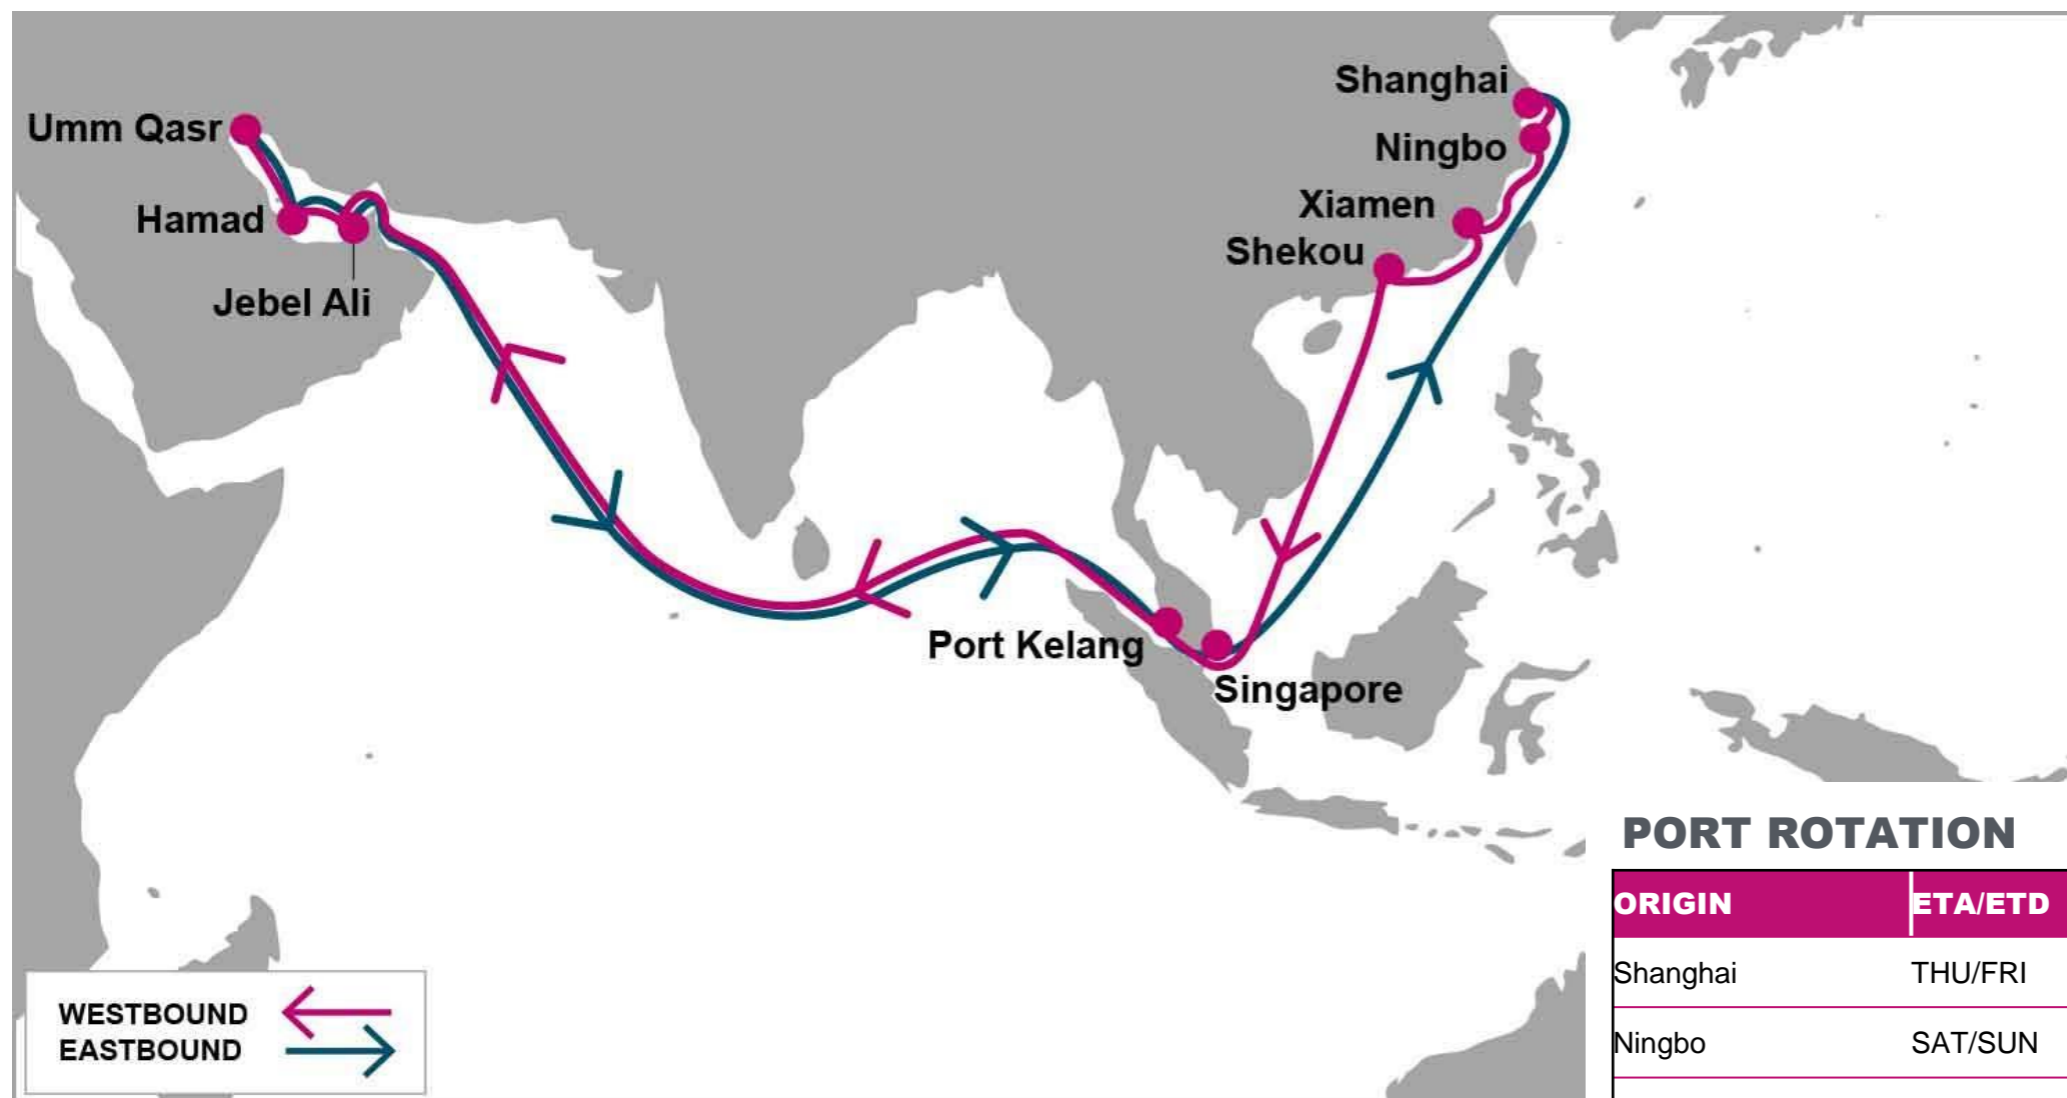 Shanghai
Umm Qasr
Ningbo
Xiamen
Hamad
Shekou
Jebel Ali
Port Kelang
Singapore
PORT ROTATION
ORIGIN ETA/ETD
Shanghai THU/FRI
Ningbo SAT/SUN
WESTBOUND
EASTBOUND